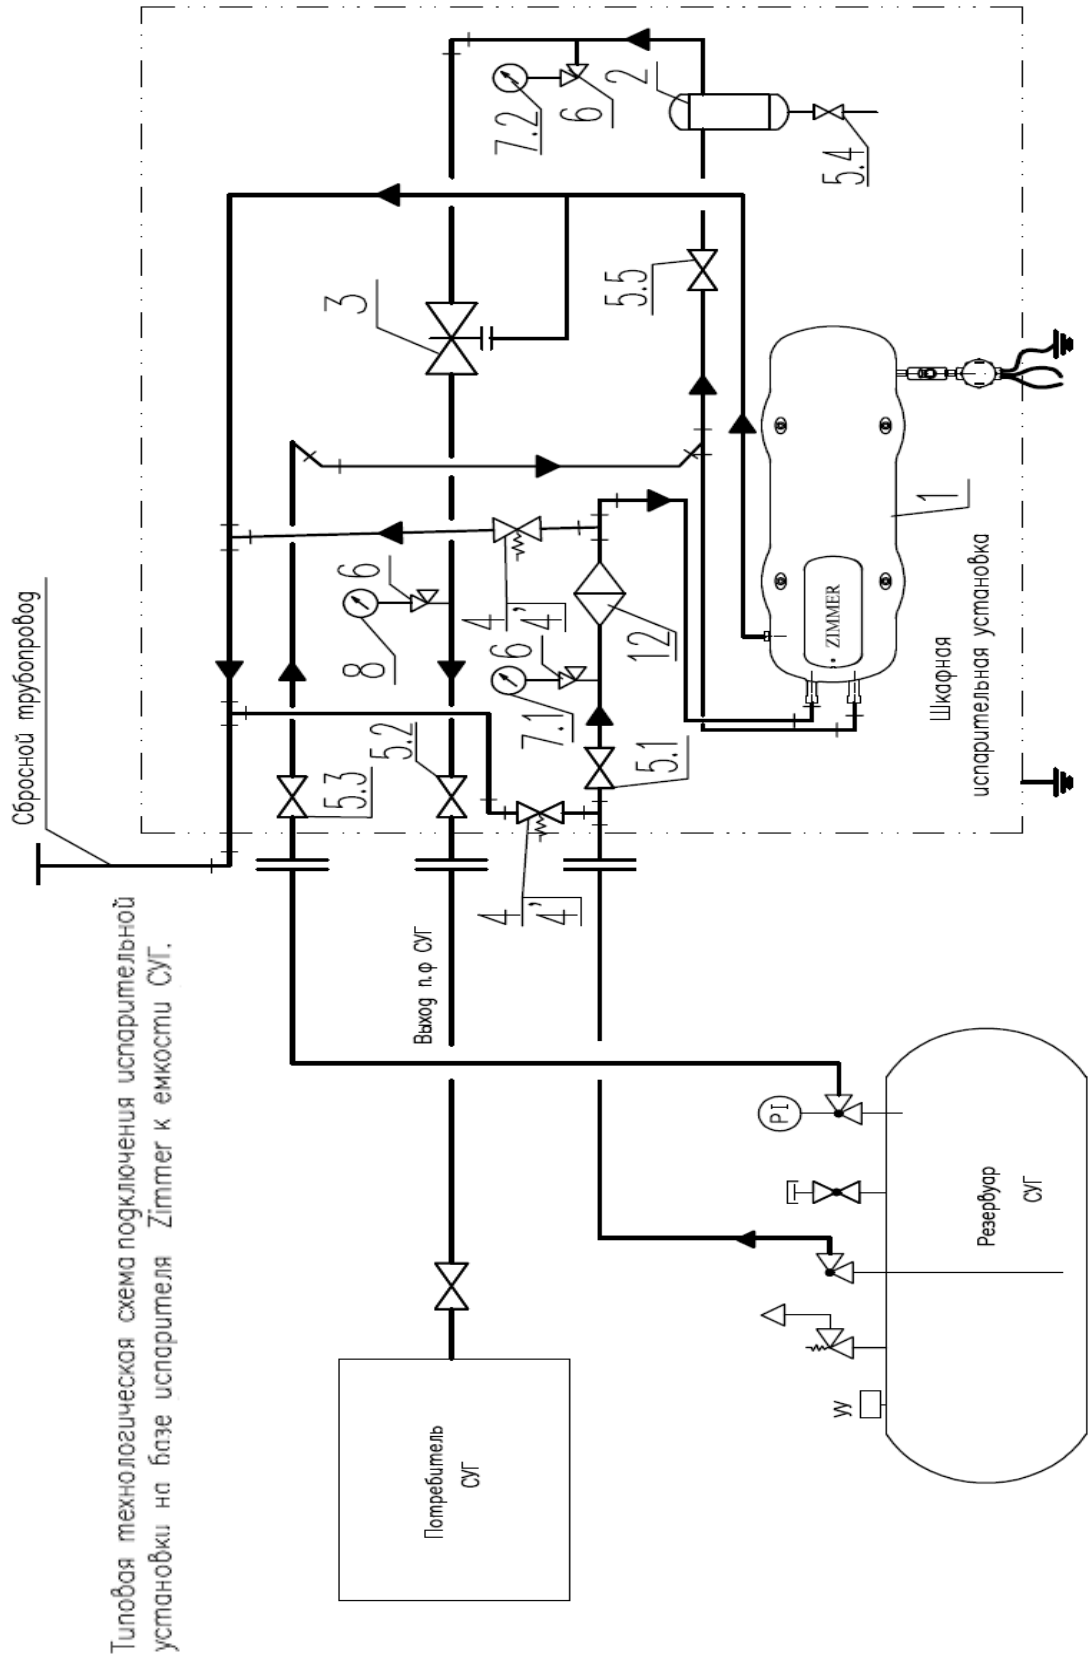 Типовая технологическая схема подключения испарительной
установки на базе испарителя Zimmer к емкости СУГ.
Сбросной трубопровод
Потребитель
СУГ
Выход п.ф СУГ
5.3
5.2
4
4'
8
6
7.1
6
5.1
4
4'
12
3
7.2
6
2
5.5
5.4
1
ZIMMER
Шкафная
испарительная установка
УУ
PI
Резервуар
СУГ